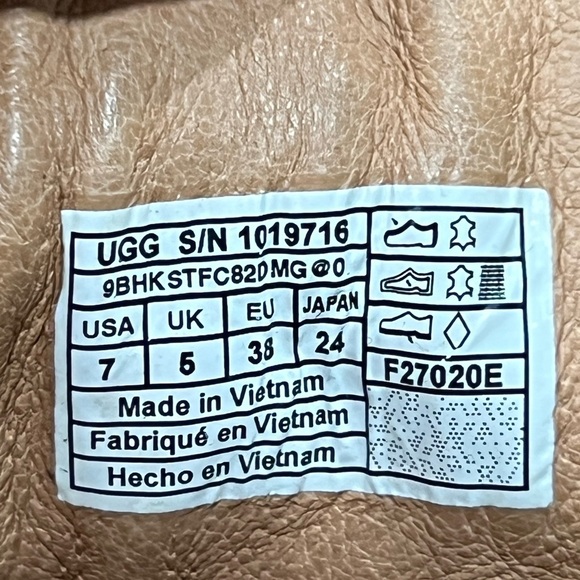 UGG S/N 1019716
9BHKSTFC82DMG@0
USA UK EU JAPAN
7 5 38 24
Made in Vietnam
Fabriqué en Vietnam
Hecho en Vietnam
F27020E